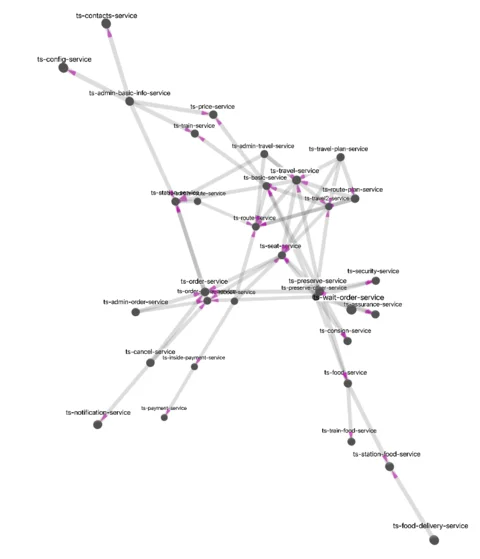 ts-contacts-service
ts-config-service
ts-admin-basic-info-service
ts-price-service
ts-train-service
ts-admin-travel-service
ts-travel-plan-service
ts-travel-service
ts-basic-service
ts-station-service
ts-route-plan-service
ts-travel2-service
ts-route-service
ts-seat-service
ts-security-service
ts-order-service
ts-preserve-service
ts-preserve-other-service
ts-wait-order-service
ts-admin-order-service
ts-assurance-service
ts-consign-service
ts-cancel-service
ts-inside-payment-service
ts-food-service
ts-notification-service
ts-payment-service
ts-train-food-service
ts-station-food-service
ts-food-delivery-service